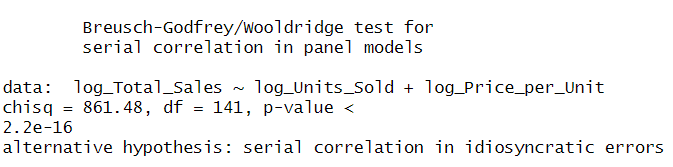 Breusch-Godfrey/Wooldridge test for
serial correlation in panel models
data:  log_Total_Sales ~ log_Units_Sold + log_Price_per_Unit
chisq = 861.48, df = 141, p-value <
2.2e-16
alternative hypothesis: serial correlation in idiosyncratic errors